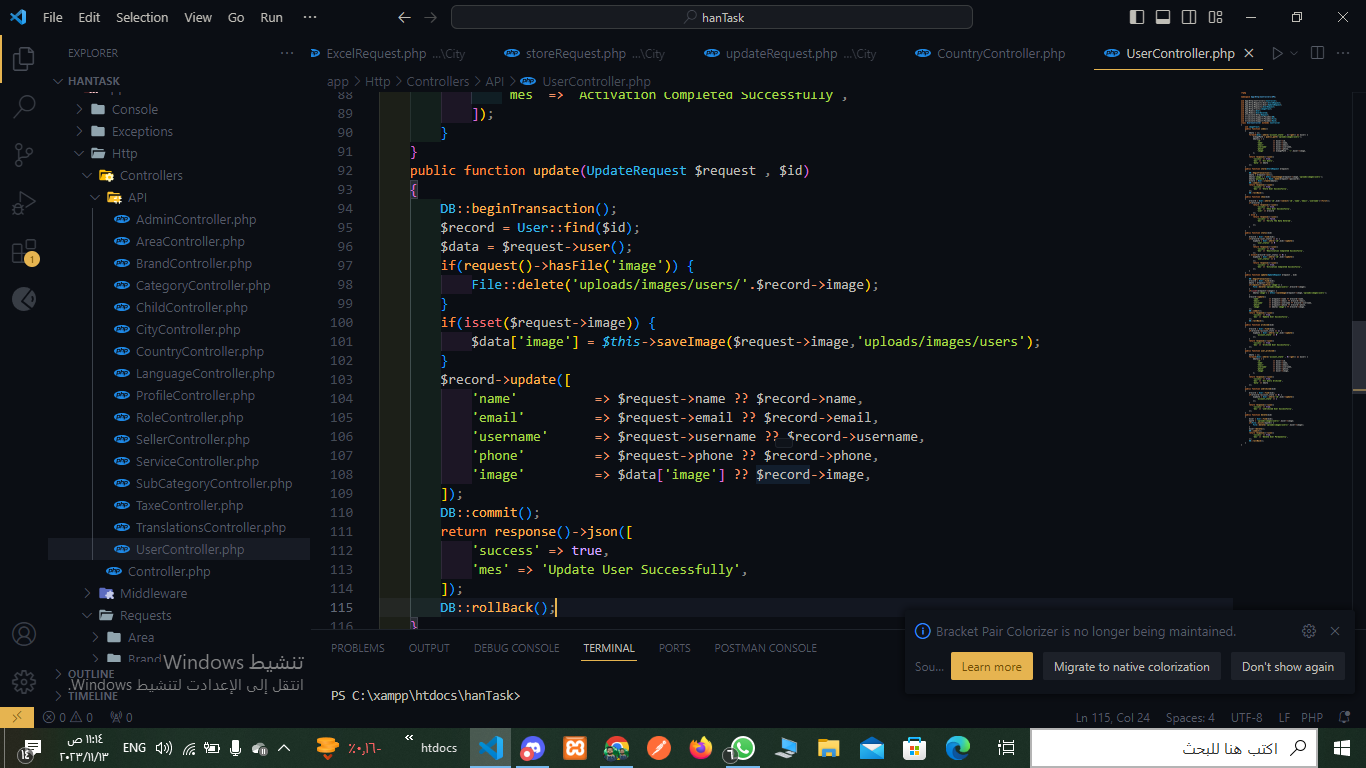 File Edit Selection View Go Run ··· hanTask
EXPLORER ···
ExcelRequest.php ...\City storeRequest.php ...\City updateRequest.php ...\City CountryController.php UserController.php
HANTASK
app > Http > Controllers > API > UserController.php
Console
Exceptions
Http
Controllers
API
AdminController.php
AreaController.php
BrandController.php
CategoryController.php
ChildController.php
CityController.php
CountryController.php
LanguageController.php
ProfileController.php
RoleController.php
SellerController.php
ServiceController.php
SubCategoryController.php
TaxeController.php
TranslationsController.php
UserController.php
Controller.php
Middleware
Requests
Area
Brand
OUTLINE
TIMELINE
88 'mes' => 'Activation Completed Successfully',
89 ]);
90 }
91 }
92 public function update(UpdateRequest $request , $id)
93 {
94 DB::beginTransaction();
95 $record = User::find($id);
96 $data = $request->user();
97 if(request()->hasFile('image')) {
98 File::delete('uploads/images/users/'.$record->image);
99 }
100 if(isset($request->image)) {
101 $data['image'] = $this->saveImage($request->image,'uploads/images/users');
102 }
103 $record->update([
104 'name' => $request->name ?? $record->name,
105 'email' => $request->email ?? $record->email,
106 'username' => $request->username ?? $record->username,
107 'phone' => $request->phone ?? $record->phone,
108 'image' => $data['image'] ?? $record->image,
109 ]);
110 DB::commit();
111 return response()->json([
112 'success' => true,
113 'mes' => 'Update User Successfully',
114 ]);
115 DB::rollBack();
116 }
Bracket Pair Colorizer is no longer being maintained.
Sou... Learn more Migrate to native colorization Don't show again
PROBLEMS OUTPUT DEBUG CONSOLE TERMINAL PORTS POSTMAN CONSOLE
PS C:\xampp\htdocs\hanTask>
تنشيط Windows
انتقل إلى الإعدادات لتنشيط Windows.
0 0 0 Ln 115, Col 24 Spaces: 4 UTF-8 LF PHP
١١:١٤ ص
٢٠٢٣/١١/١٣
ENG ٪٠,١٦- htdocs اكتب هنا للبحث